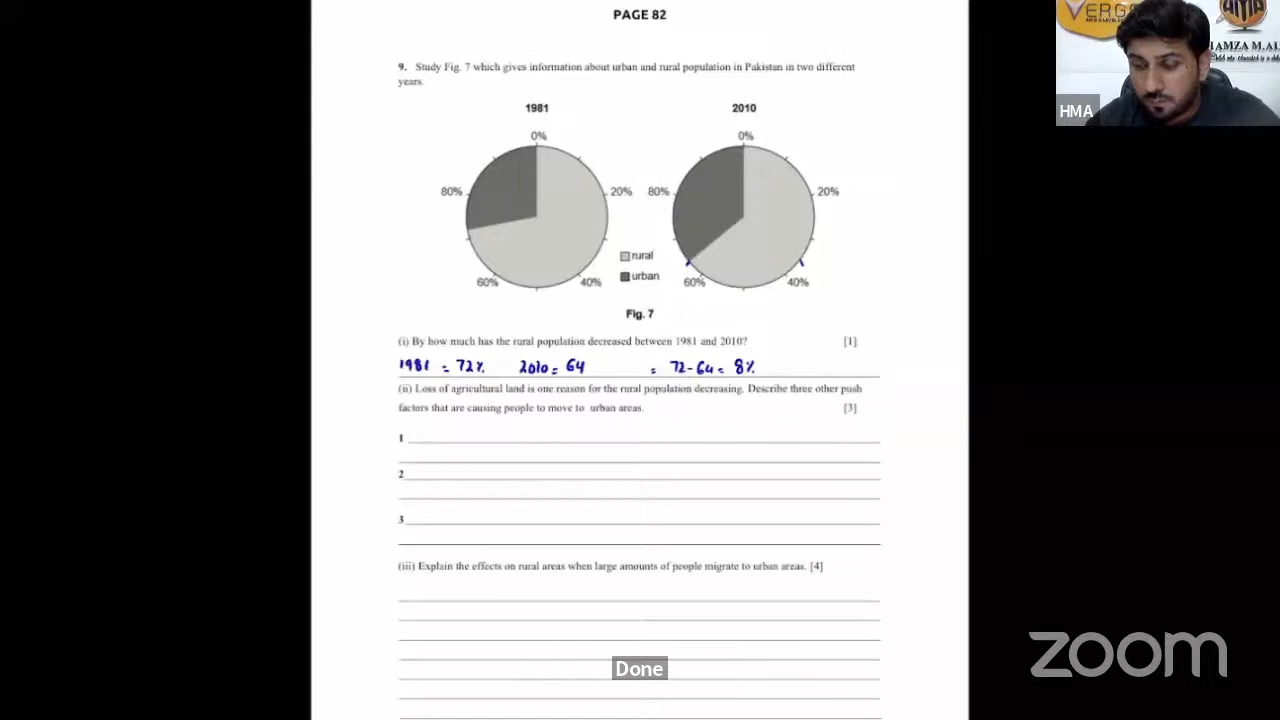 PAGE 82
VERG
HMA
HAMZA M.AL
HMA
9. Study Fig. 7 which gives information about urban and rural population in Pakistan in two different
years.
1981
2010
0%
0%
80%
20%
80%
20%
rural
urban
60%
40%
60%
40%
Fig. 7
(i) By how much has the rural population decreased between 1981 and 2010? [1]
1981 = 72% 2010 = 64 = 72-64 = 8%
(ii) Loss of agricultural land is one reason for the rural population decreasing. Describe three other push
factors that are causing people to move to urban areas. [3]
1
2
3
(iii) Explain the effects on rural areas when large amounts of people migrate to urban areas. [4]
Done
zoom